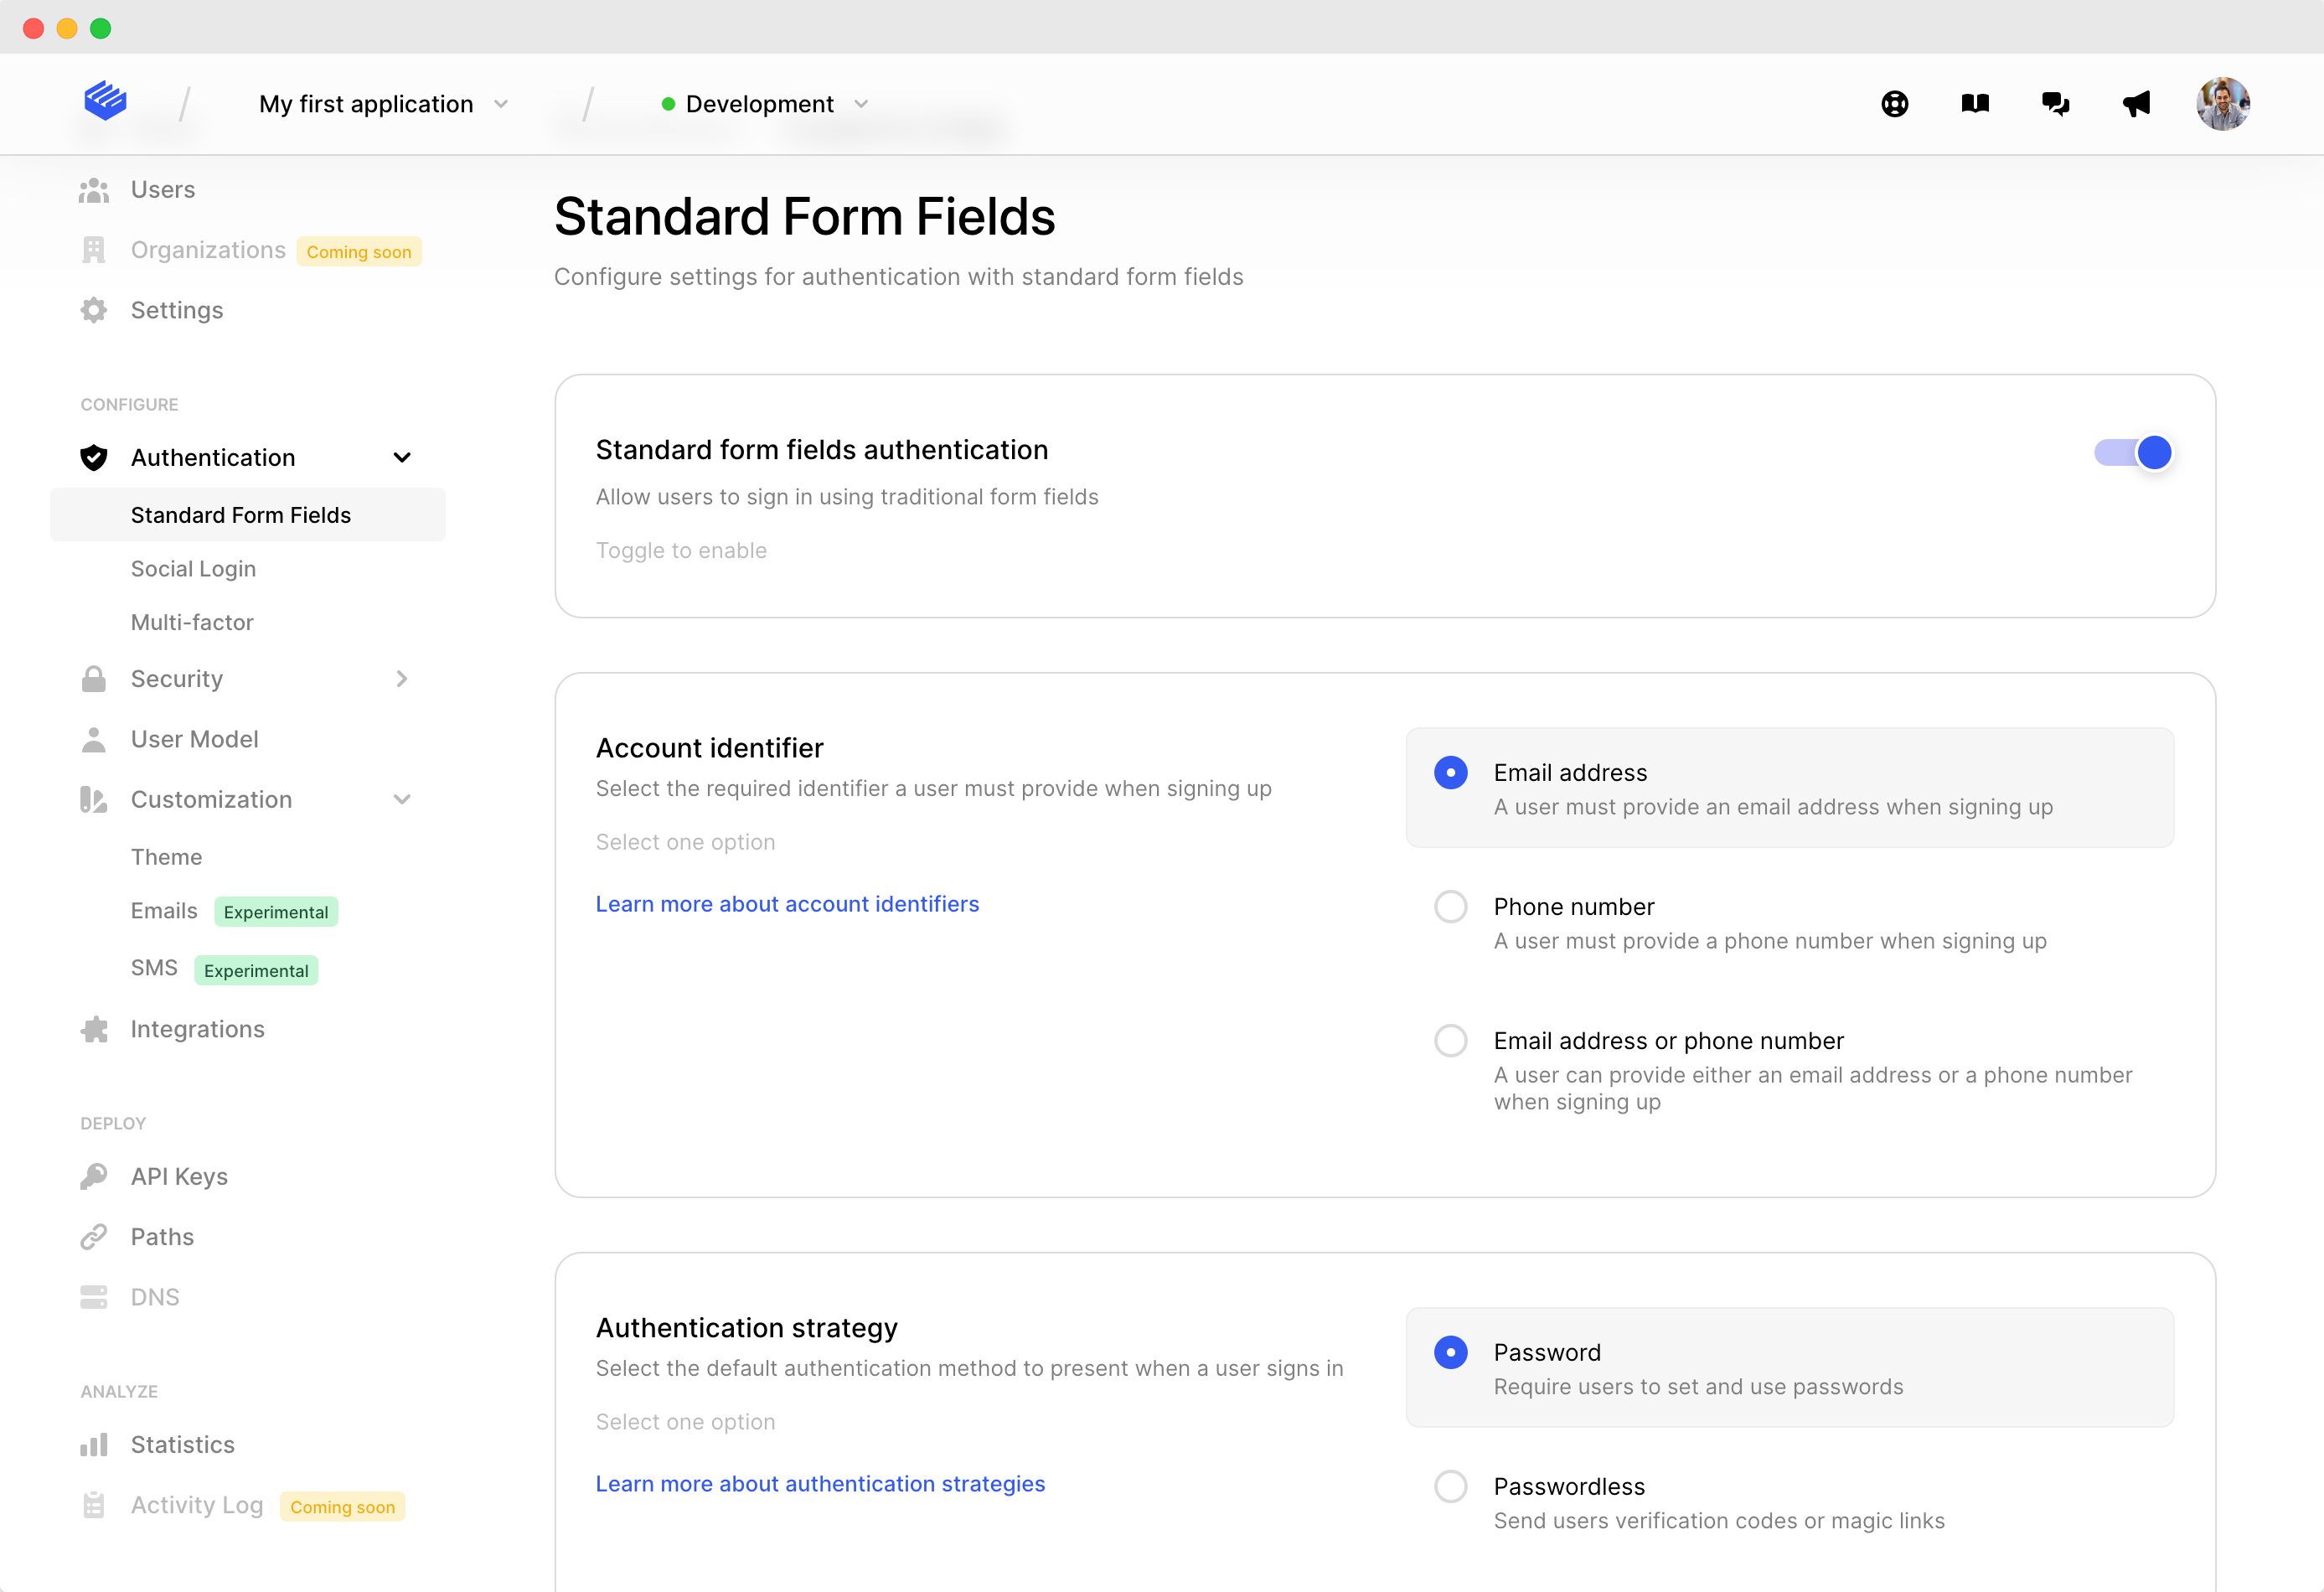 My first application
Development
Users
Organizations Coming soon
Settings
CONFIGURE
Authentication
Standard Form Fields
Social Login
Multi-factor
Security
User Model
Customization
Theme
Emails Experimental
SMS Experimental
Integrations
DEPLOY
API Keys
Paths
DNS
ANALYZE
Statistics
Activity Log Coming soon
Standard Form Fields
Configure settings for authentication with standard form fields
Standard form fields authentication
Allow users to sign in using traditional form fields
Toggle to enable
Account identifier
Select the required identifier a user must provide when signing up
Select one option
Learn more about account identifiers
Email address
A user must provide an email address when signing up
Phone number
A user must provide a phone number when signing up
Email address or phone number
A user can provide either an email address or a phone number
when signing up
Authentication strategy
Select the default authentication method to present when a user signs in
Select one option
Learn more about authentication strategies
Password
Require users to set and use passwords
Passwordless
Send users verification codes or magic links